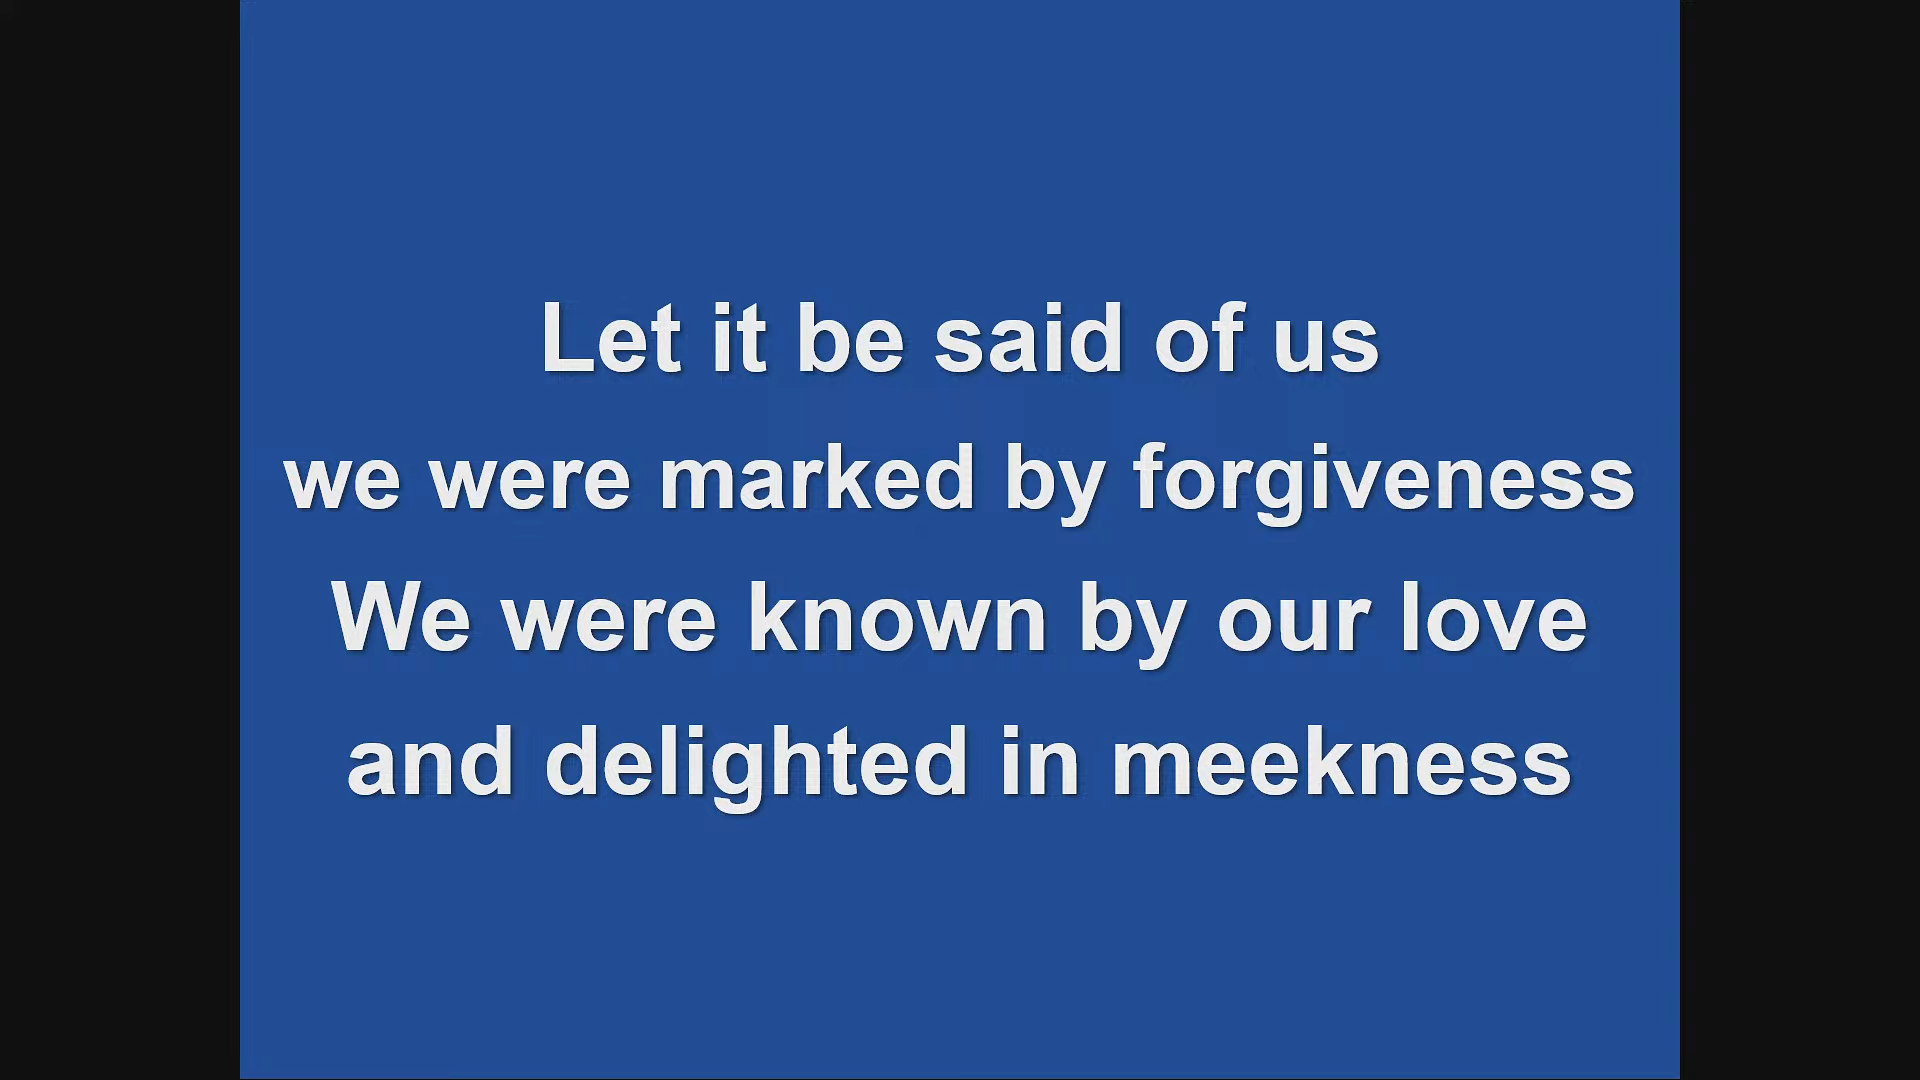 Let it be said of us
we were marked by forgiveness
We were known by our love
and delighted in meekness